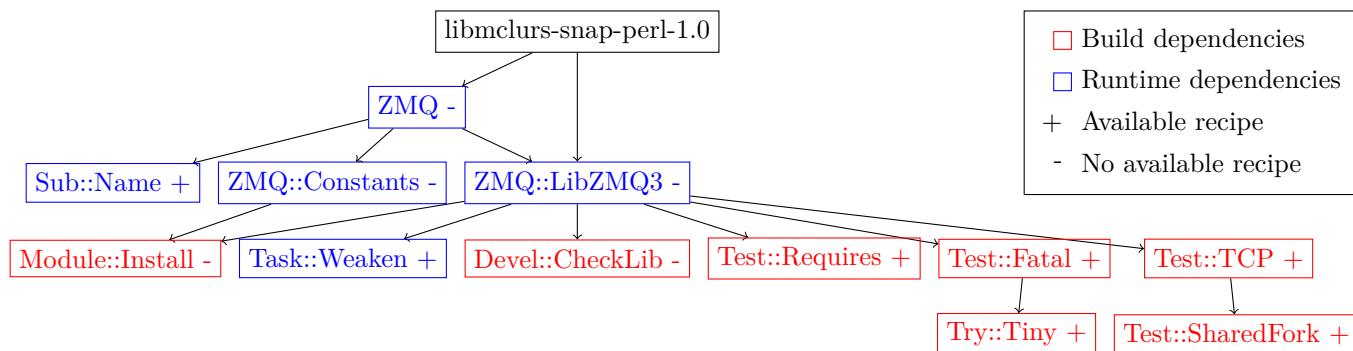 libmclurs-snap-perl-1.0
ZMQ -
Sub::Name +
ZMQ::Constants -
ZMQ::LibZMQ3 -
Module::Install -
Task::Weaken +
Devel::CheckLib -
Test::Requires +
Test::Fatal +
Test::TCP +
Try::Tiny +
Test::SharedFork +
Build dependencies
Runtime dependencies
+ Available recipe
- No available recipe